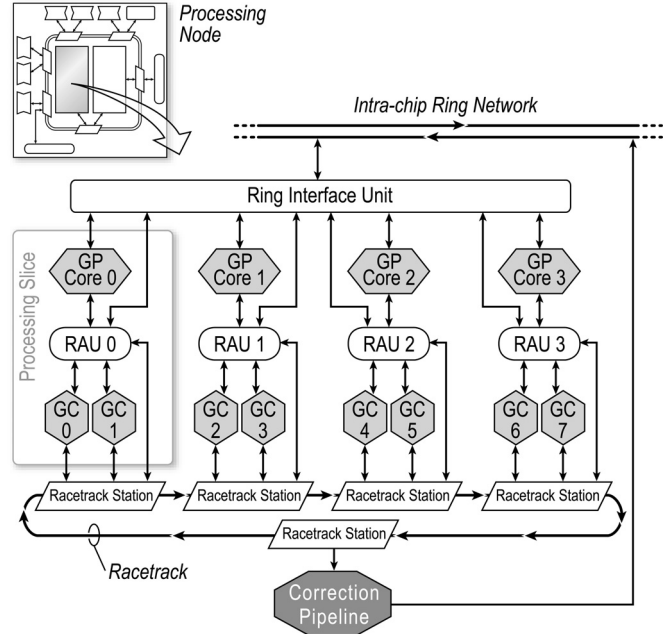 Processing
Node
Intra-chip Ring Network
Ring Interface Unit
Processing Slice
GP
Core 0
GP
Core 1
GP
Core 2
GP
Core 3
RAU 0
RAU 1
RAU 2
RAU 3
GC
0
GC
1
GC
2
GC
3
GC
4
GC
5
GC
6
GC
7
Racetrack Station
Racetrack Station
Racetrack Station
Racetrack Station
Racetrack Station
Racetrack
Correction
Pipeline